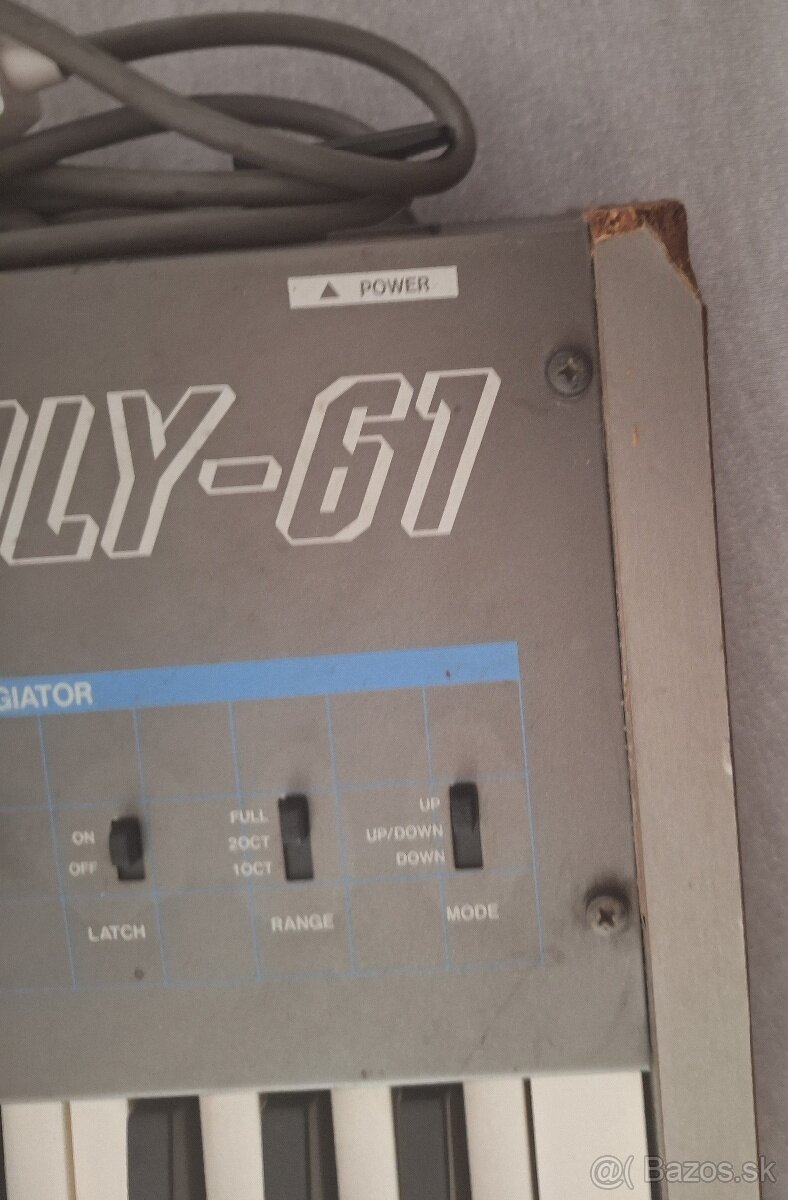 ▲ POWER
LY-61
GIATOR
ON
OFF
LATCH
FULL
2OCT
1OCT
RANGE
UP
UP/DOWN
DOWN
MODE
@( Bazos.sk